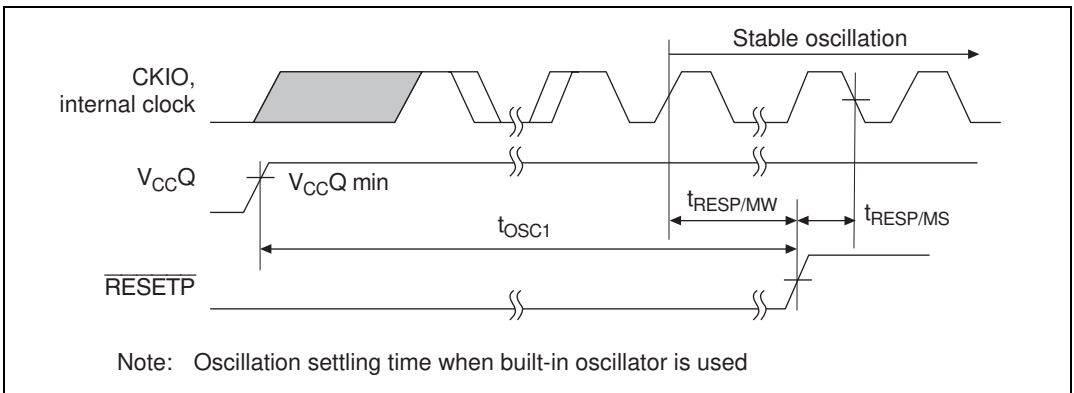 Stable oscillation
CKIO,
internal clock
VCCQ
VCCQ min
tRESP/MW
tRESP/MS
tOSC1
RESETP
Note: Oscillation settling time when built-in oscillator is used